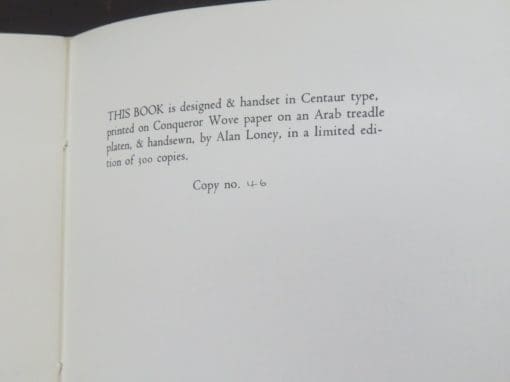 THIS BOOK is designed & handset in Centaur type,
printed on Conqueror Wove paper on an Arab treadle
platen, & handsewn, by Alan Loney, in a limited edi-
tion of 300 copies.
Copy no. 46